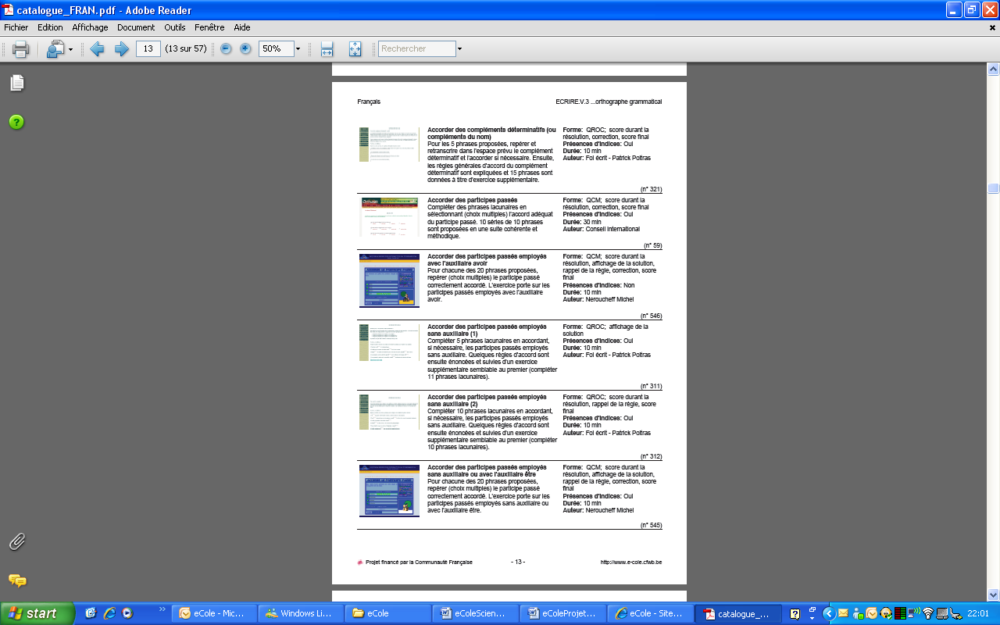 catalogue_FRAN.pdf - Adobe Reader
Fichier Edition Affichage Document Outils Fenêtre Aide
13 (13 sur 57) 50% Rechercher
Français ECRIRE.V.3 ...orthographe grammatical
Accorder des compléments déterminatifs (ou
compléments du nom)
Pour les 5 phrases proposées, repérer et
retranscrire dans l'espace prévu le complément
déterminatif et l'accorder si nécessaire. Ensuite,
les règles générales d'accord du complément
déterminatif sont expliquées et 15 phrases sont
données à titre d'exercice supplémentaire.
Forme: QROC; score durant la
résolution, correction, score final
Présences d'indices: Oui
Durée: 10 min
Auteur: Fol écrit - Patrick Poitras
(n° 321)
Accorder des participes passés
Compléter des phrases lacunaires en
sélectionnant (choix multiples) l'accord adéquat
du participe passé. 10 séries de 10 phrases
sont proposées en une suite cohérente et
méthodique.
Forme: QCM; score durant la
résolution, correction, score final
Présences d'indices: Oui
Durée: 30 min
Auteur: Conseil International
(n° 59)
Accorder des participes passés employés
avec l'auxiliaire avoir
Pour chacune des 20 phrases proposées,
repérer (choix multiples) le participe passé
correctement accordé. L'exercice porte sur les
participes passés employés avec l'auxiliaire
avoir.
Forme: QCM; score durant la
résolution, affichage de la solution,
rappel de la règle, correction, score
final
Présences d'indices: Non
Durée: 10 min
Auteur: Neroucheff Michel
(n° 546)
Accorder des participes passés employés
sans auxiliaire (1)
Compléter 5 phrases lacunaires en accordant,
si nécessaire, les participes passés employés
sans auxiliaire. Quelques règles d'accord sont
ensuite énoncées et suivies d'un exercice
supplémentaire semblable au premier (compléter
11 phrases lacunaires).
Forme: QROC; affichage de la
solution
Présences d'indices: Oui
Durée: 10 min
Auteur: Fol écrit - Patrick Poitras
(n° 311)
Accorder des participes passés employés
sans auxiliaire (2)
Compléter 10 phrases lacunaires en accordant,
si nécessaire, les participes passés employés
sans auxiliaire. Quelques règles d'accord sont
ensuite énoncées et suivies d'un exercice
supplémentaire semblable au premier (compléter
10 phrases lacunaires).
Forme: QROC; score durant la
résolution, rappel de la règle, score
final
Présences d'indices: Oui
Durée: 10 min
Auteur: Fol écrit - Patrick Poitras
(n° 312)
Accorder des participes passés employés
sans auxiliaire ou avec l'auxiliaire être
Pour chacune des 20 phrases proposées,
repérer (choix multiples) le participe passé
correctement accordé. L'exercice porte sur les
participes passés employés sans auxiliaire ou
avec l'auxiliaire être.
Forme: QCM; score durant la
résolution, affichage de la solution,
rappel de la règle, correction, score
final
Présences d'indices: Oui
Durée: 10 min
Auteur: Neroucheff Michel
(n° 545)
Projet financé par la Communauté Française - 13 - http://www.e-cole.cfwb.be
start eCole - Mic... Windows Li... eCole eColeScien... eColeProjet... eCole - Site... catalogue_... 22:01